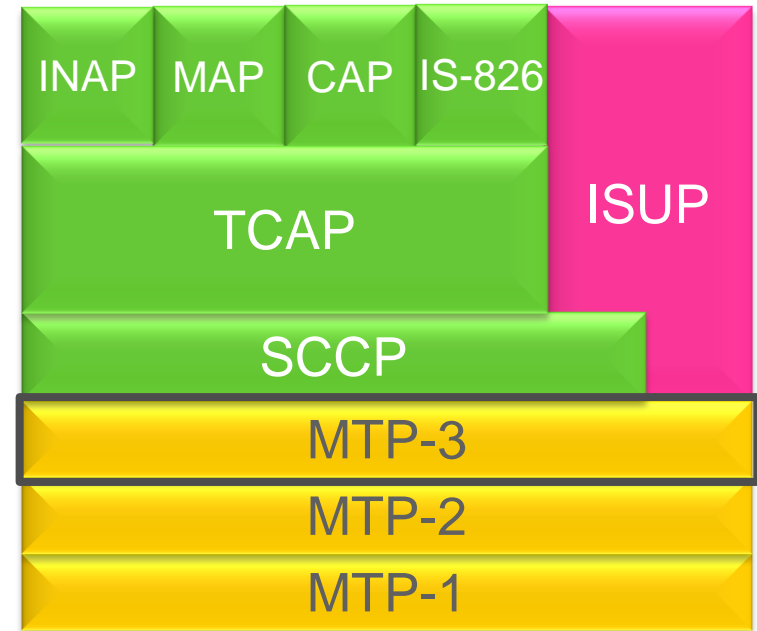 INAP MAP CAP IS-826
TCAP
ISUP
SCCP
MTP-3
MTP-2
MTP-1